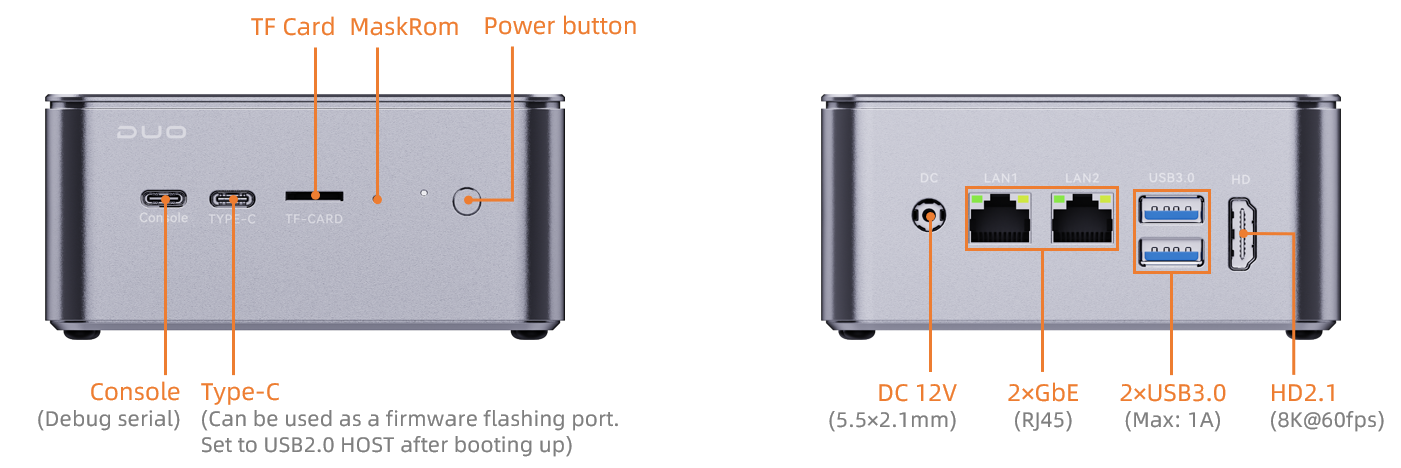 TF Card MaskRom Power button
DUO
Console TYPE-C TF-CARD
Console Type-C
(Debug serial) (Can be used as a firmware flashing port.
Set to USB2.0 HOST after booting up)
DC LAN1 LAN2 USB3.0 HD
DC 12V 2×GbE 2×USB3.0 HD2.1
(5.5×2.1mm) (RJ45) (Max: 1A) (8K@60fps)